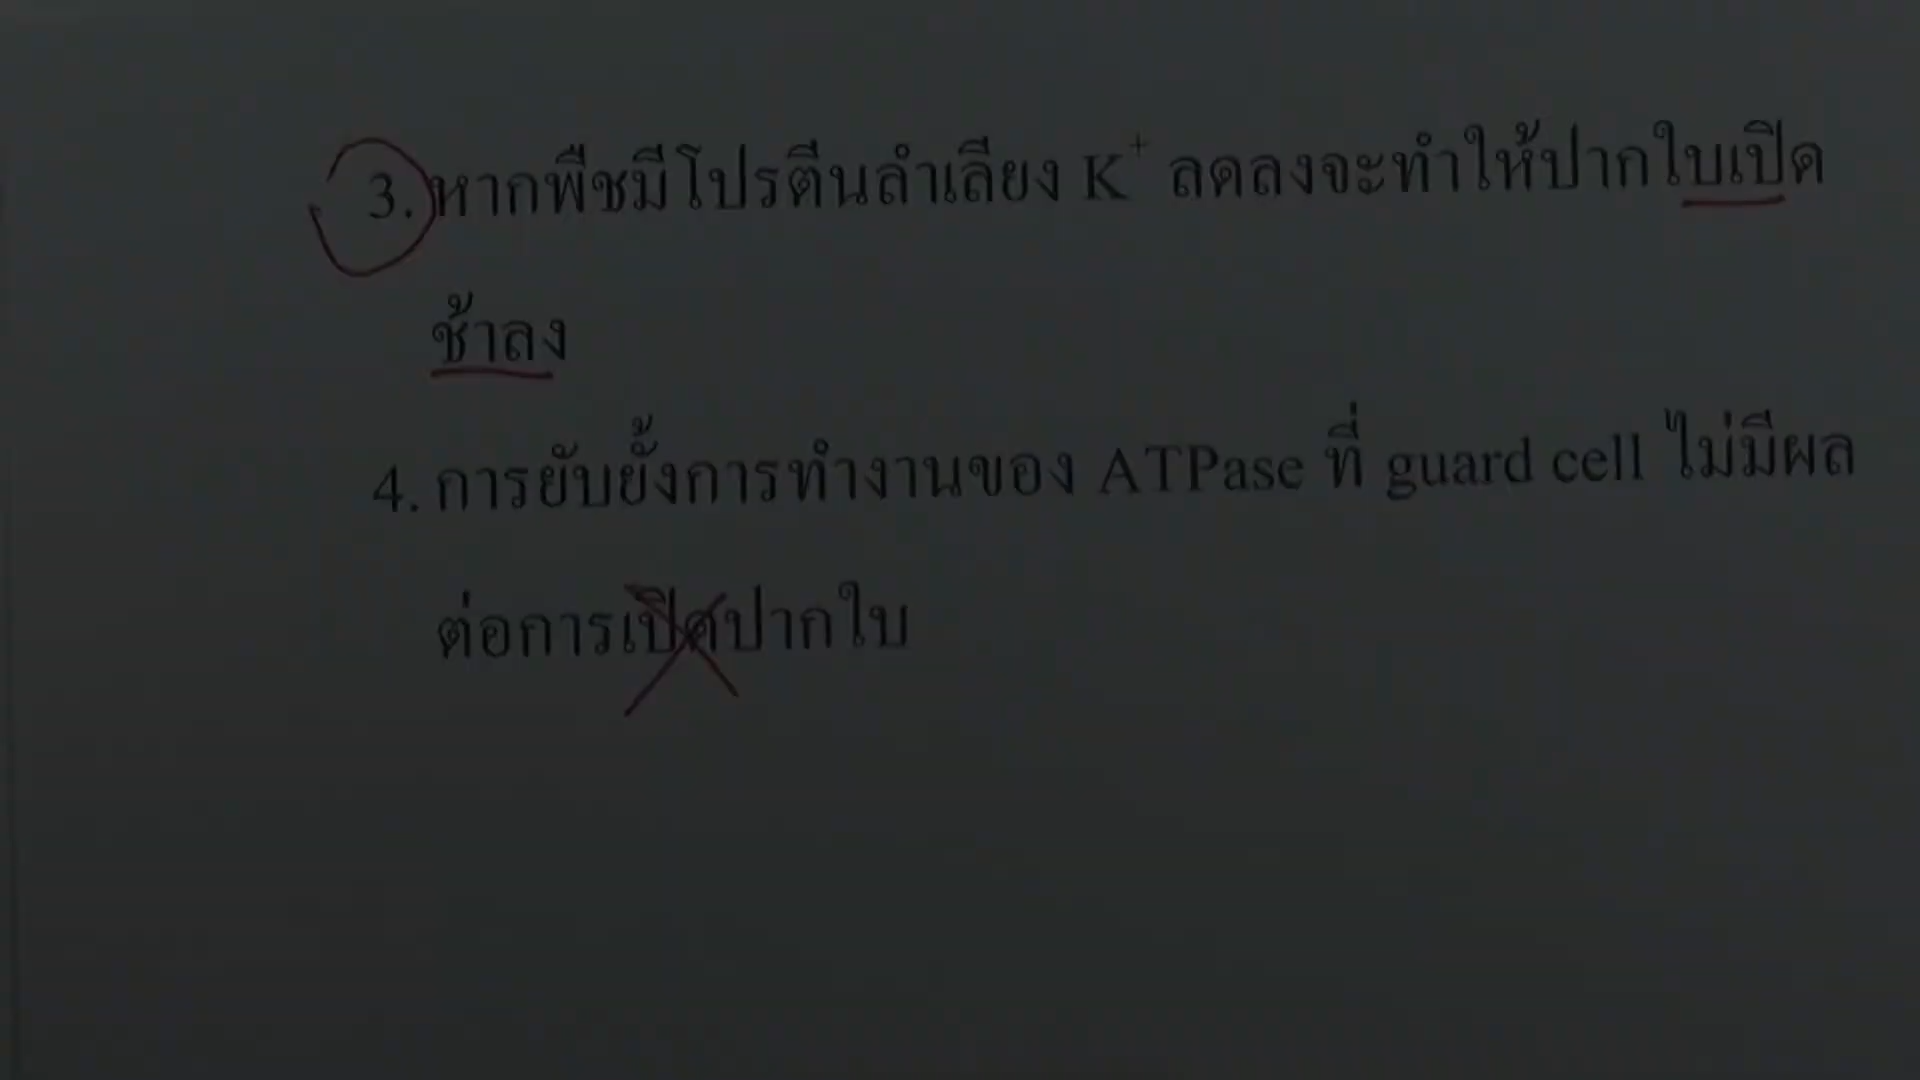 3. หากพืชมีโปรตีนลำเลียง K⁺ ลดลงจะทำให้ปากใบเปิด
ช้าลง
4. การยับยั้งการทำงานของ ATPase ที่ guard cell ไม่มีผล
ต่อการเปิดปากใบ